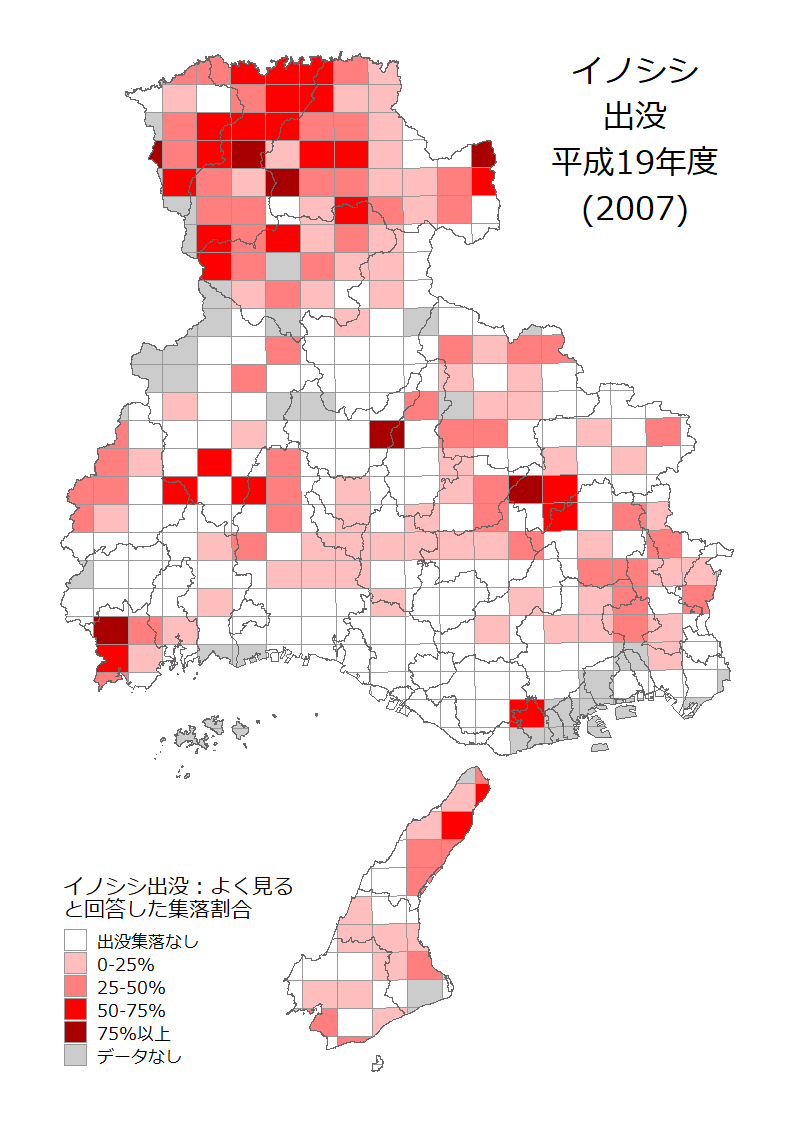 イノシシ
出没
平成19年度
(2007)
イノシシ出没：よく見る
と回答した集落割合
出没集落なし
0-25%
25-50%
50-75%
75%以上
データなし